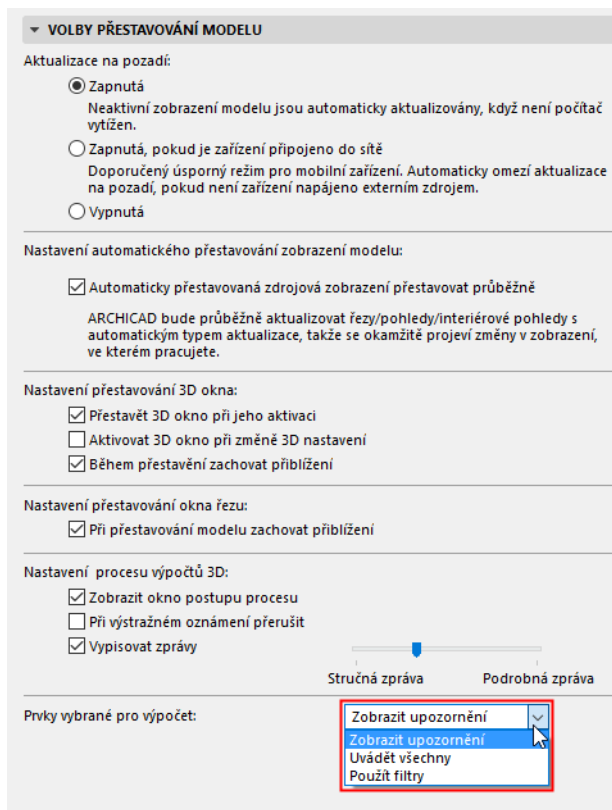 VOLBY PŘESTAVOVÁNÍ MODELU
Aktualizace na pozadí:
Zapnutá
Neaktivní zobrazení modelu jsou automaticky aktualizovány, když není počítač
vytížen.
Zapnutá, pokud je zařízení připojeno do sítě
Doporučený úsporný režim pro mobilní zařízení. Automaticky omezí aktualizace
na pozadí, pokud není zařízení napájeno externím zdrojem.
Vypnutá
Nastavení automatického přestavování zobrazení modelu:
Automaticky přestavovaná zdrojová zobrazení přestavovat průběžně
ARCHICAD bude průběžně aktualizovat řezy/pohledy/interiérové pohledy s
automatickým typem aktualizace, takže se okamžitě projeví změny v zobrazení,
ve kterém pracujete.
Nastavení přestavování 3D okna:
Přestavět 3D okno při jeho aktivaci
Aktivovat 3D okno při změně 3D nastavení
Během přestavění zachovat přiblížení
Nastavení přestavování okna řezu:
Při přestavování modelu zachovat přiblížení
Nastavení procesu výpočtů 3D:
Zobrazit okno postupu procesu
Při výstražném oznámení přerušit
Vypisovat zprávy
Stručná zpráva Podrobná zpráva
Prvky vybrané pro výpočet: Zobrazit upozornění
Zobrazit upozornění
Uvádět všechny
Použít filtry